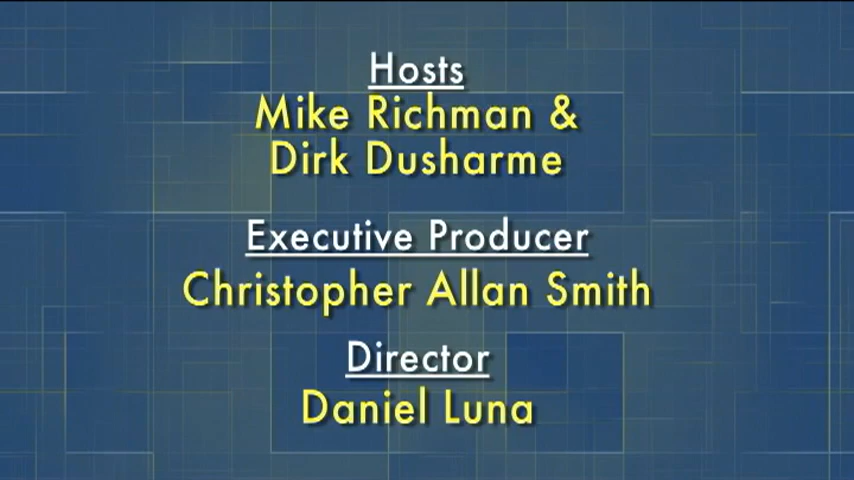 Hosts
Mike Richman &
Dirk Dusharme
Executive Producer
Christopher Allan Smith
Director
Daniel Luna